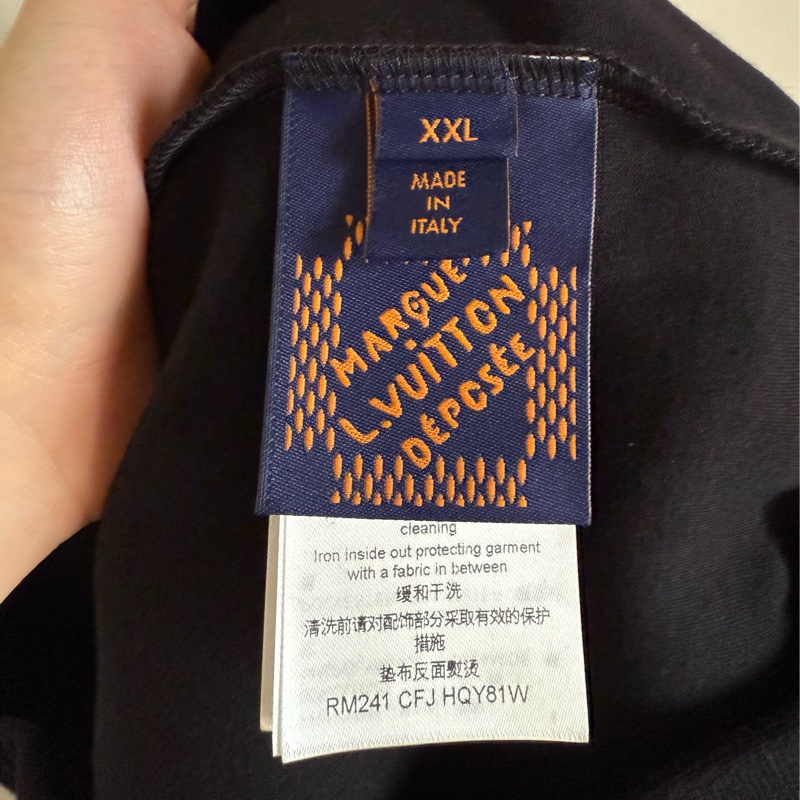 XXL
MADE
IN
ITALY
MARQUE
L.VUITTON
DÉPOSÉE
cleaning
Iron inside out protecting garment
with a fabric in between
缓和干洗
清洗前请对配饰部分采取有效的保护
措施
垫布反面熨烫
RM241 CFJ HQY81W